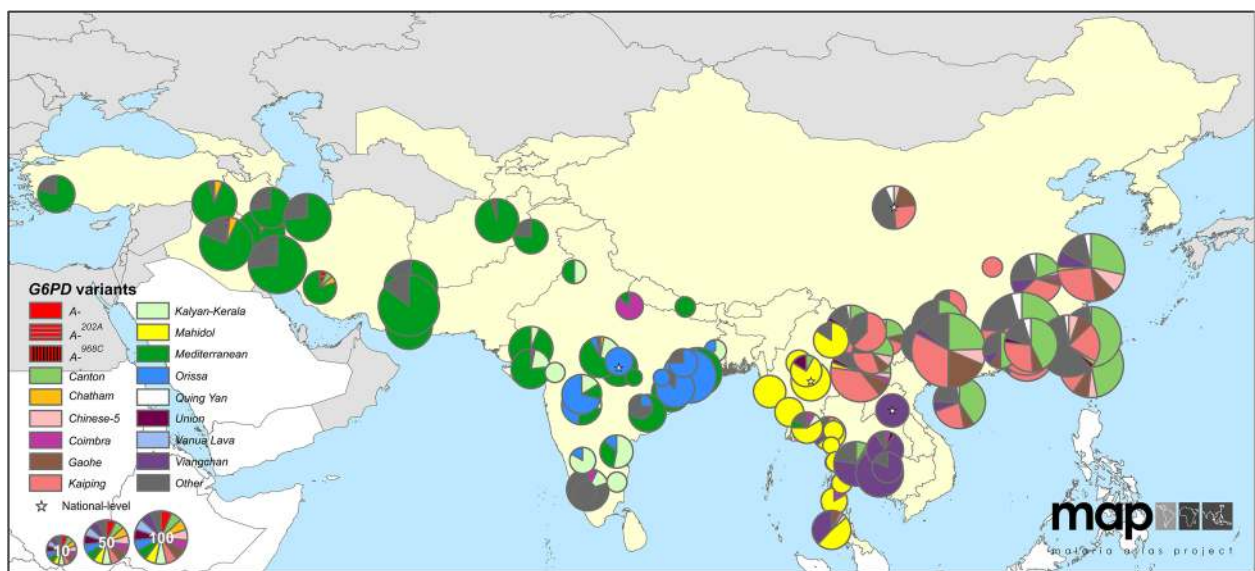 G6PD variants
A-
A-²⁰²ᴬ
A-⁹⁶⁸ᶜ
Canton
Chatham
Chinese-5
Coimbra
Gaohe
Kaiping
Kalyan-Kerala
Mahidol
Mediterranean
Orissa
Quing Yan
Union
Vanua Lava
Viangchan
Other
National-level
10
50
100
map
malaria atlas project